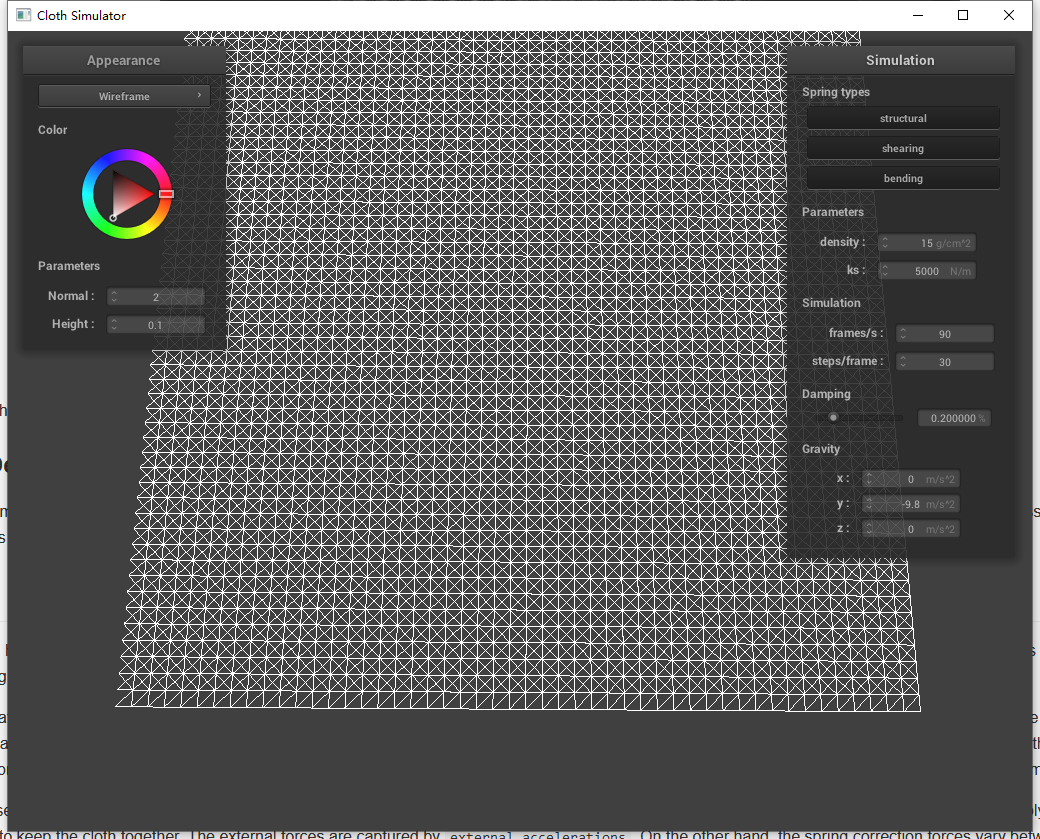 Cloth Simulator
Appearance
Wireframe
Color
Parameters
Normal : 2
Height : 0.1
Simulation
Spring types
structural
shearing
bending
Parameters
density : 15 g/cm^2
ks : 5000 N/m
Simulation
frames/s : 90
steps/frame : 30
Damping
0.200000 %
Gravity
x : 0 m/s^2
y : -9.8 m/s^2
z : 0 m/s^2
to keep the cloth together. The external forces are captured by external_accelerations. On the other hand, the spring correction forces vary